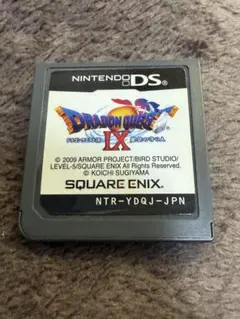 NINTENDO DS
DRAGON QUEST
IX
© 2009 ARMOR PROJECT/BIRD STUDIO/
LEVEL-5/SQUARE ENIX All Rights Reserved.
© KOICHI SUGIYAMA
SQUARE ENIX
NTR-YDQJ-JPN